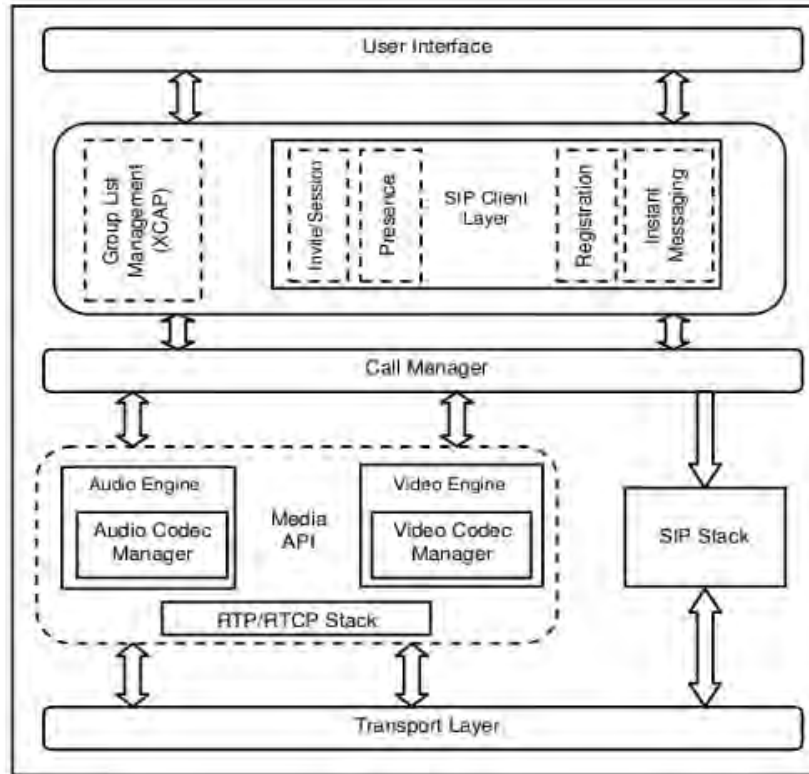 User Interface
Group List
Management
(XCAP)
Invite/Session
Presence
SIP Client
Layer
Registration
Instant
Messaging
Call Manager
Audio Engine
Audio Codec
Manager
Media
API
Video Engine
Video Codec
Manager
RTP/RTCP Stack
SIP Stack
Transport Layer